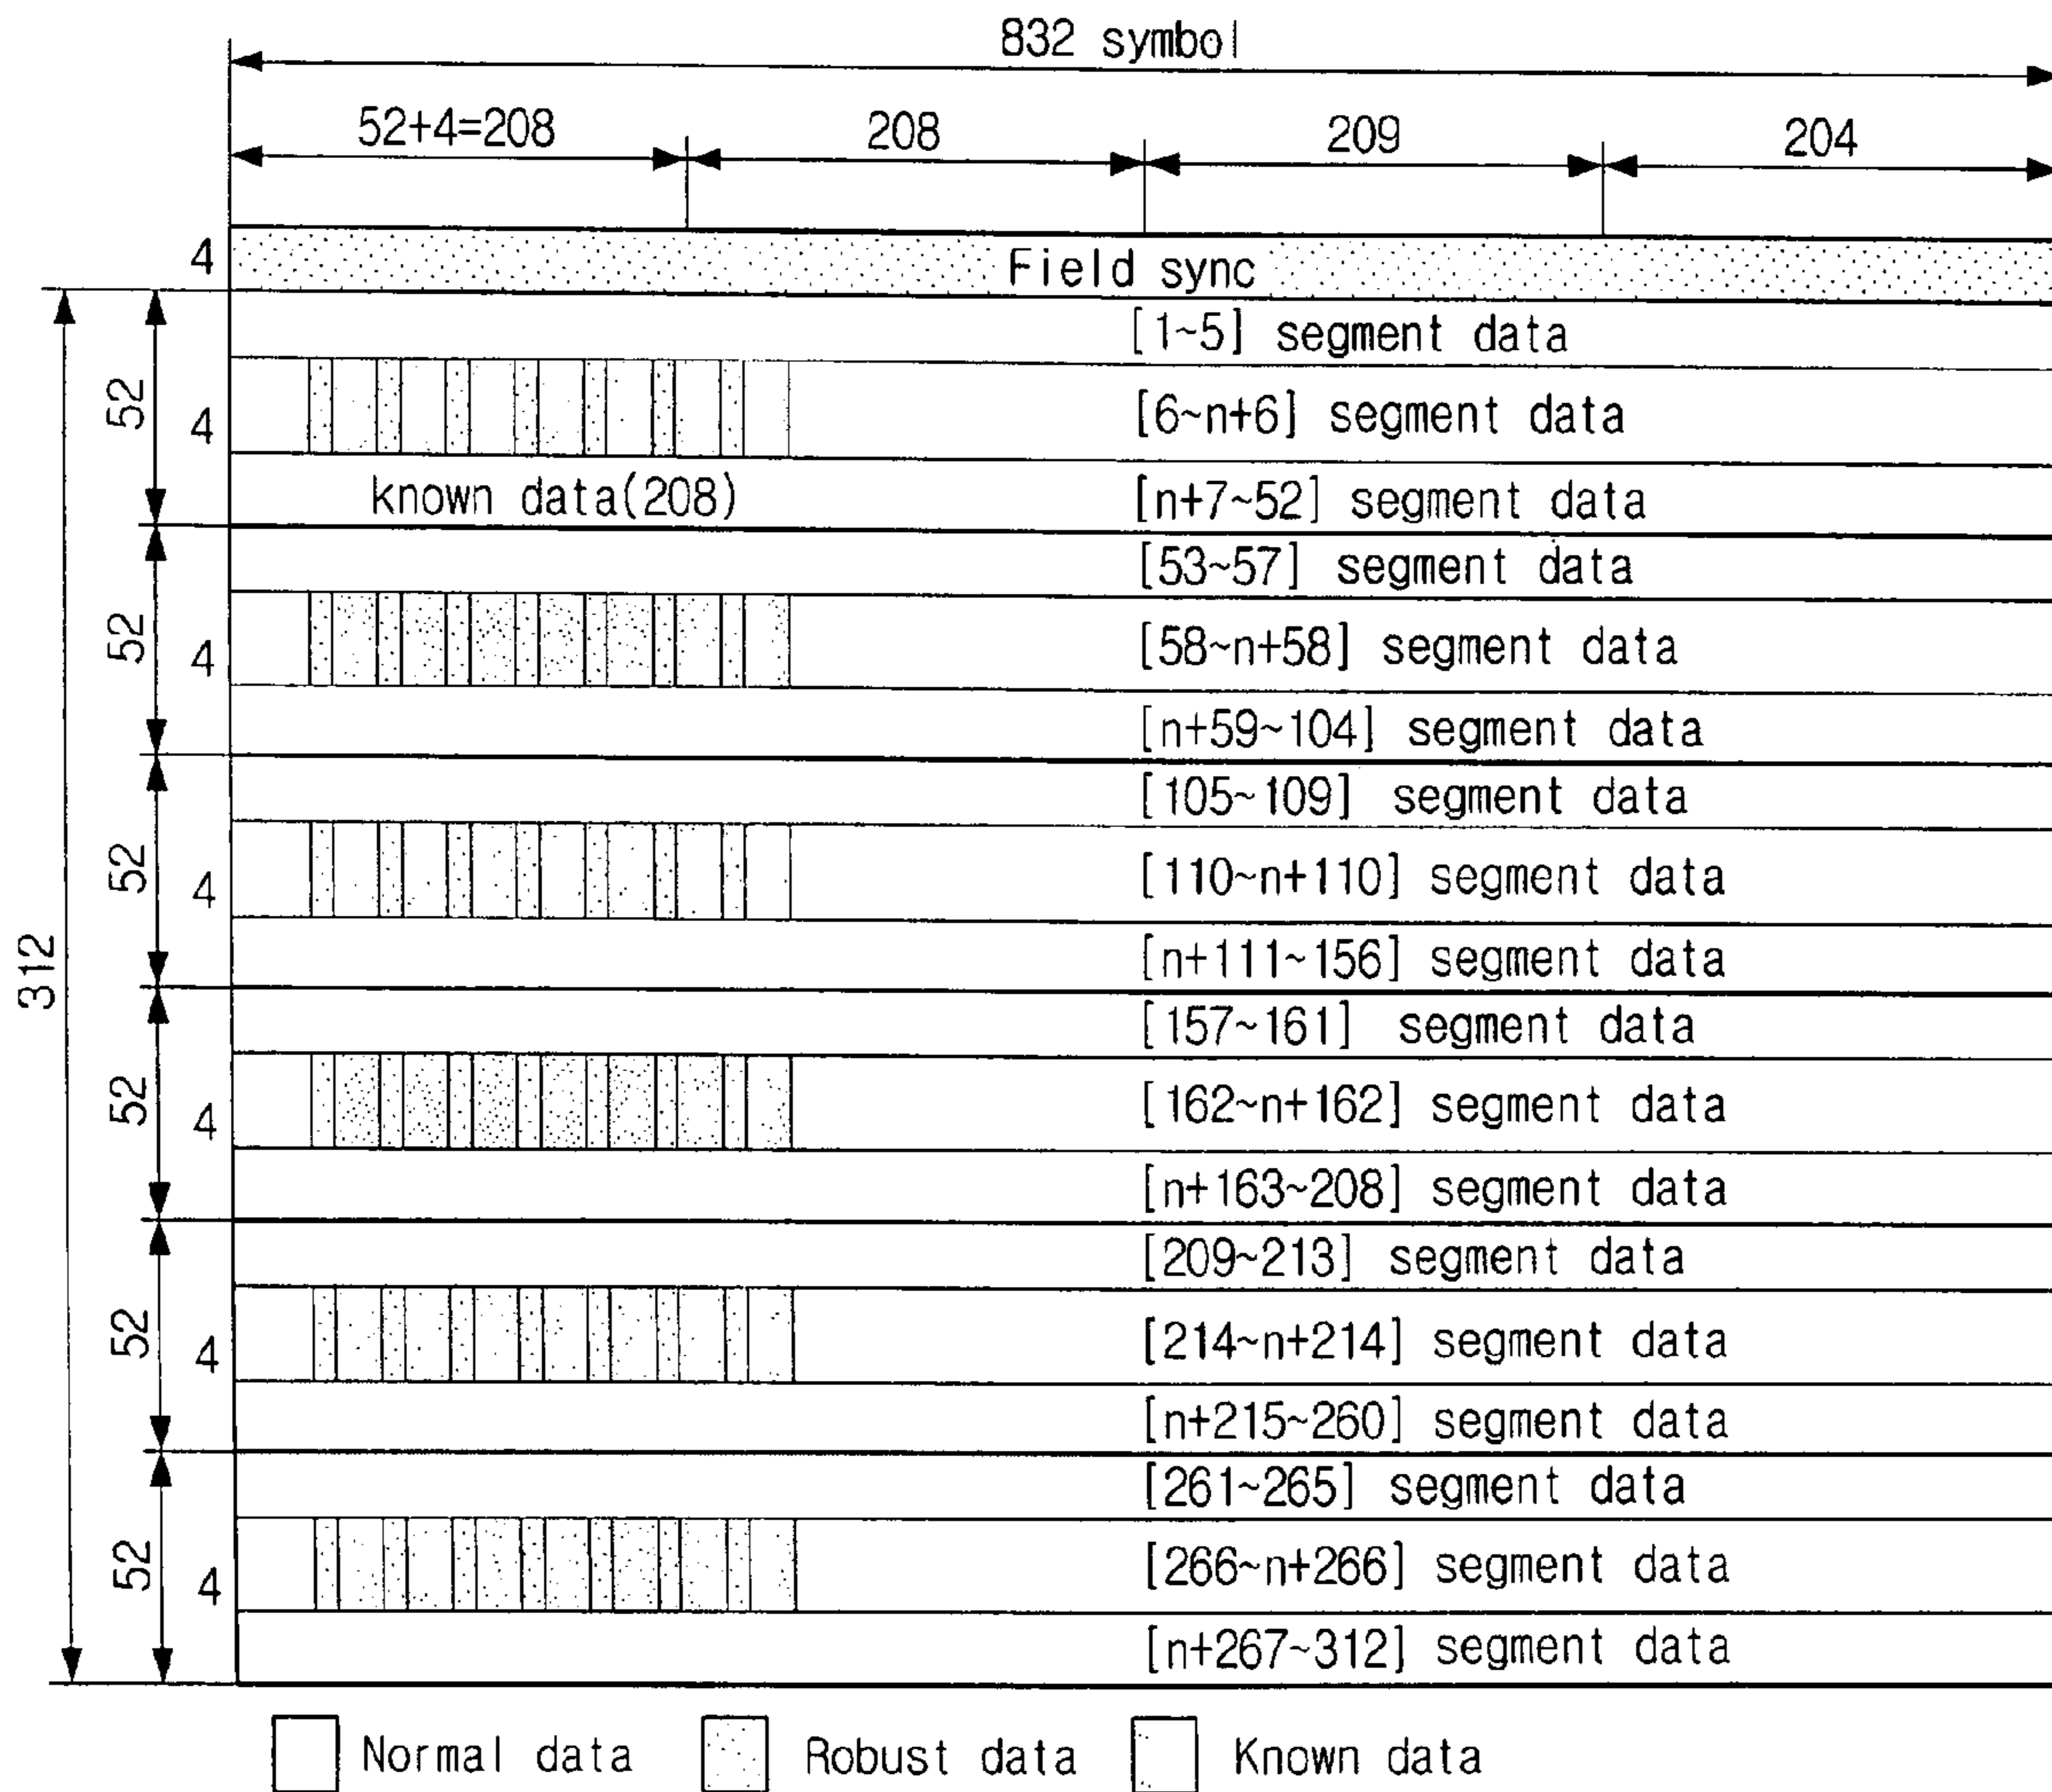 832 symbol
52+4=208 208 209 204
4 Field sync
[1~5] segment data
4 [6~n+6] segment data
52
known data(208) [n+7~52] segment data
[53~57] segment data
52 4 [58~n+58] segment data
[n+59~104] segment data
[105~109] segment data
52 4 [110~n+110] segment data
312
[n+111~156] segment data
[157~161] segment data
52 4 [162~n+162] segment data
[n+163~208] segment data
[209~213] segment data
52 4 [214~n+214] segment data
[n+215~260] segment data
[261~265] segment data
52 4 [266~n+266] segment data
[n+267~312] segment data
Normal data Robust data Known data